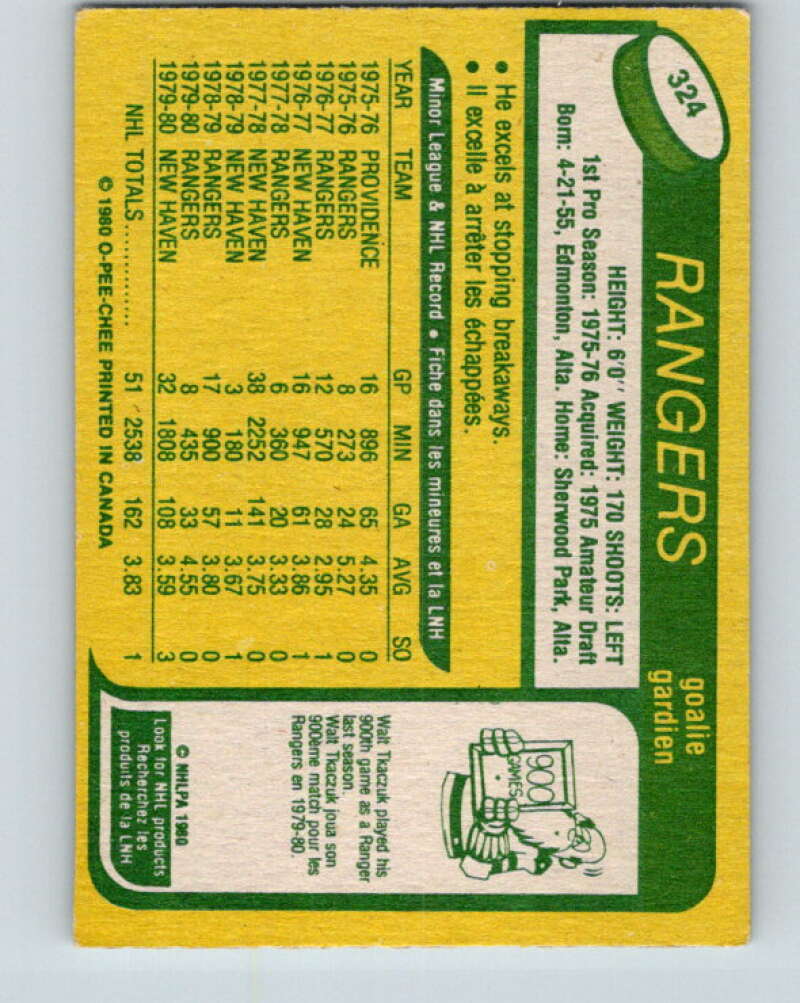 324
RANGERS
goalie
gardien
HEIGHT: 6'0" WEIGHT: 170 SHOOTS: LEFT
1st Pro Season: 1975-76 Acquired: 1975 Amateur Draft
Born: 4-21-55, Edmonton, Alta. Home: Sherwood Park, Alta.
• He excels at stopping breakaways.
• Il excelle à arrêter les échappées.
Minor League & NHL Record • Fiche dans les mineures et la LNH
YEAR TEAM GP MIN GA AVG SO
1975-76 PROVIDENCE 16 896 65 4.35 0
1975-76 RANGERS 8 273 24 5.27 0
1976-77 RANGERS 12 570 28 2.95 1
1976-77 NEW HAVEN 16 947 61 3.86 1
1977-78 RANGERS 6 360 20 3.33 0
1977-78 NEW HAVEN 38 2252 141 3.75 0
1978-79 NEW HAVEN 3 180 11 3.67 1
1978-79 RANGERS 17 900 57 3.80 0
1979-80 RANGERS 8 435 33 4.55 0
1979-80 NEW HAVEN 32 1808 108 3.59 3
NHL TOTALS .............. 51 2538 162 3.83 1
© 1980 O-PEE-CHEE PRINTED IN CANADA
900
GAMES
Walt Tkaczuk played his
900th game as a Ranger
last season.
Walt Tkaczuk joua son
900ème match pour les
Rangers en 1979-80.
© NHLPA 1980
Look for NHL products
Recherchez les
produits de la LNH